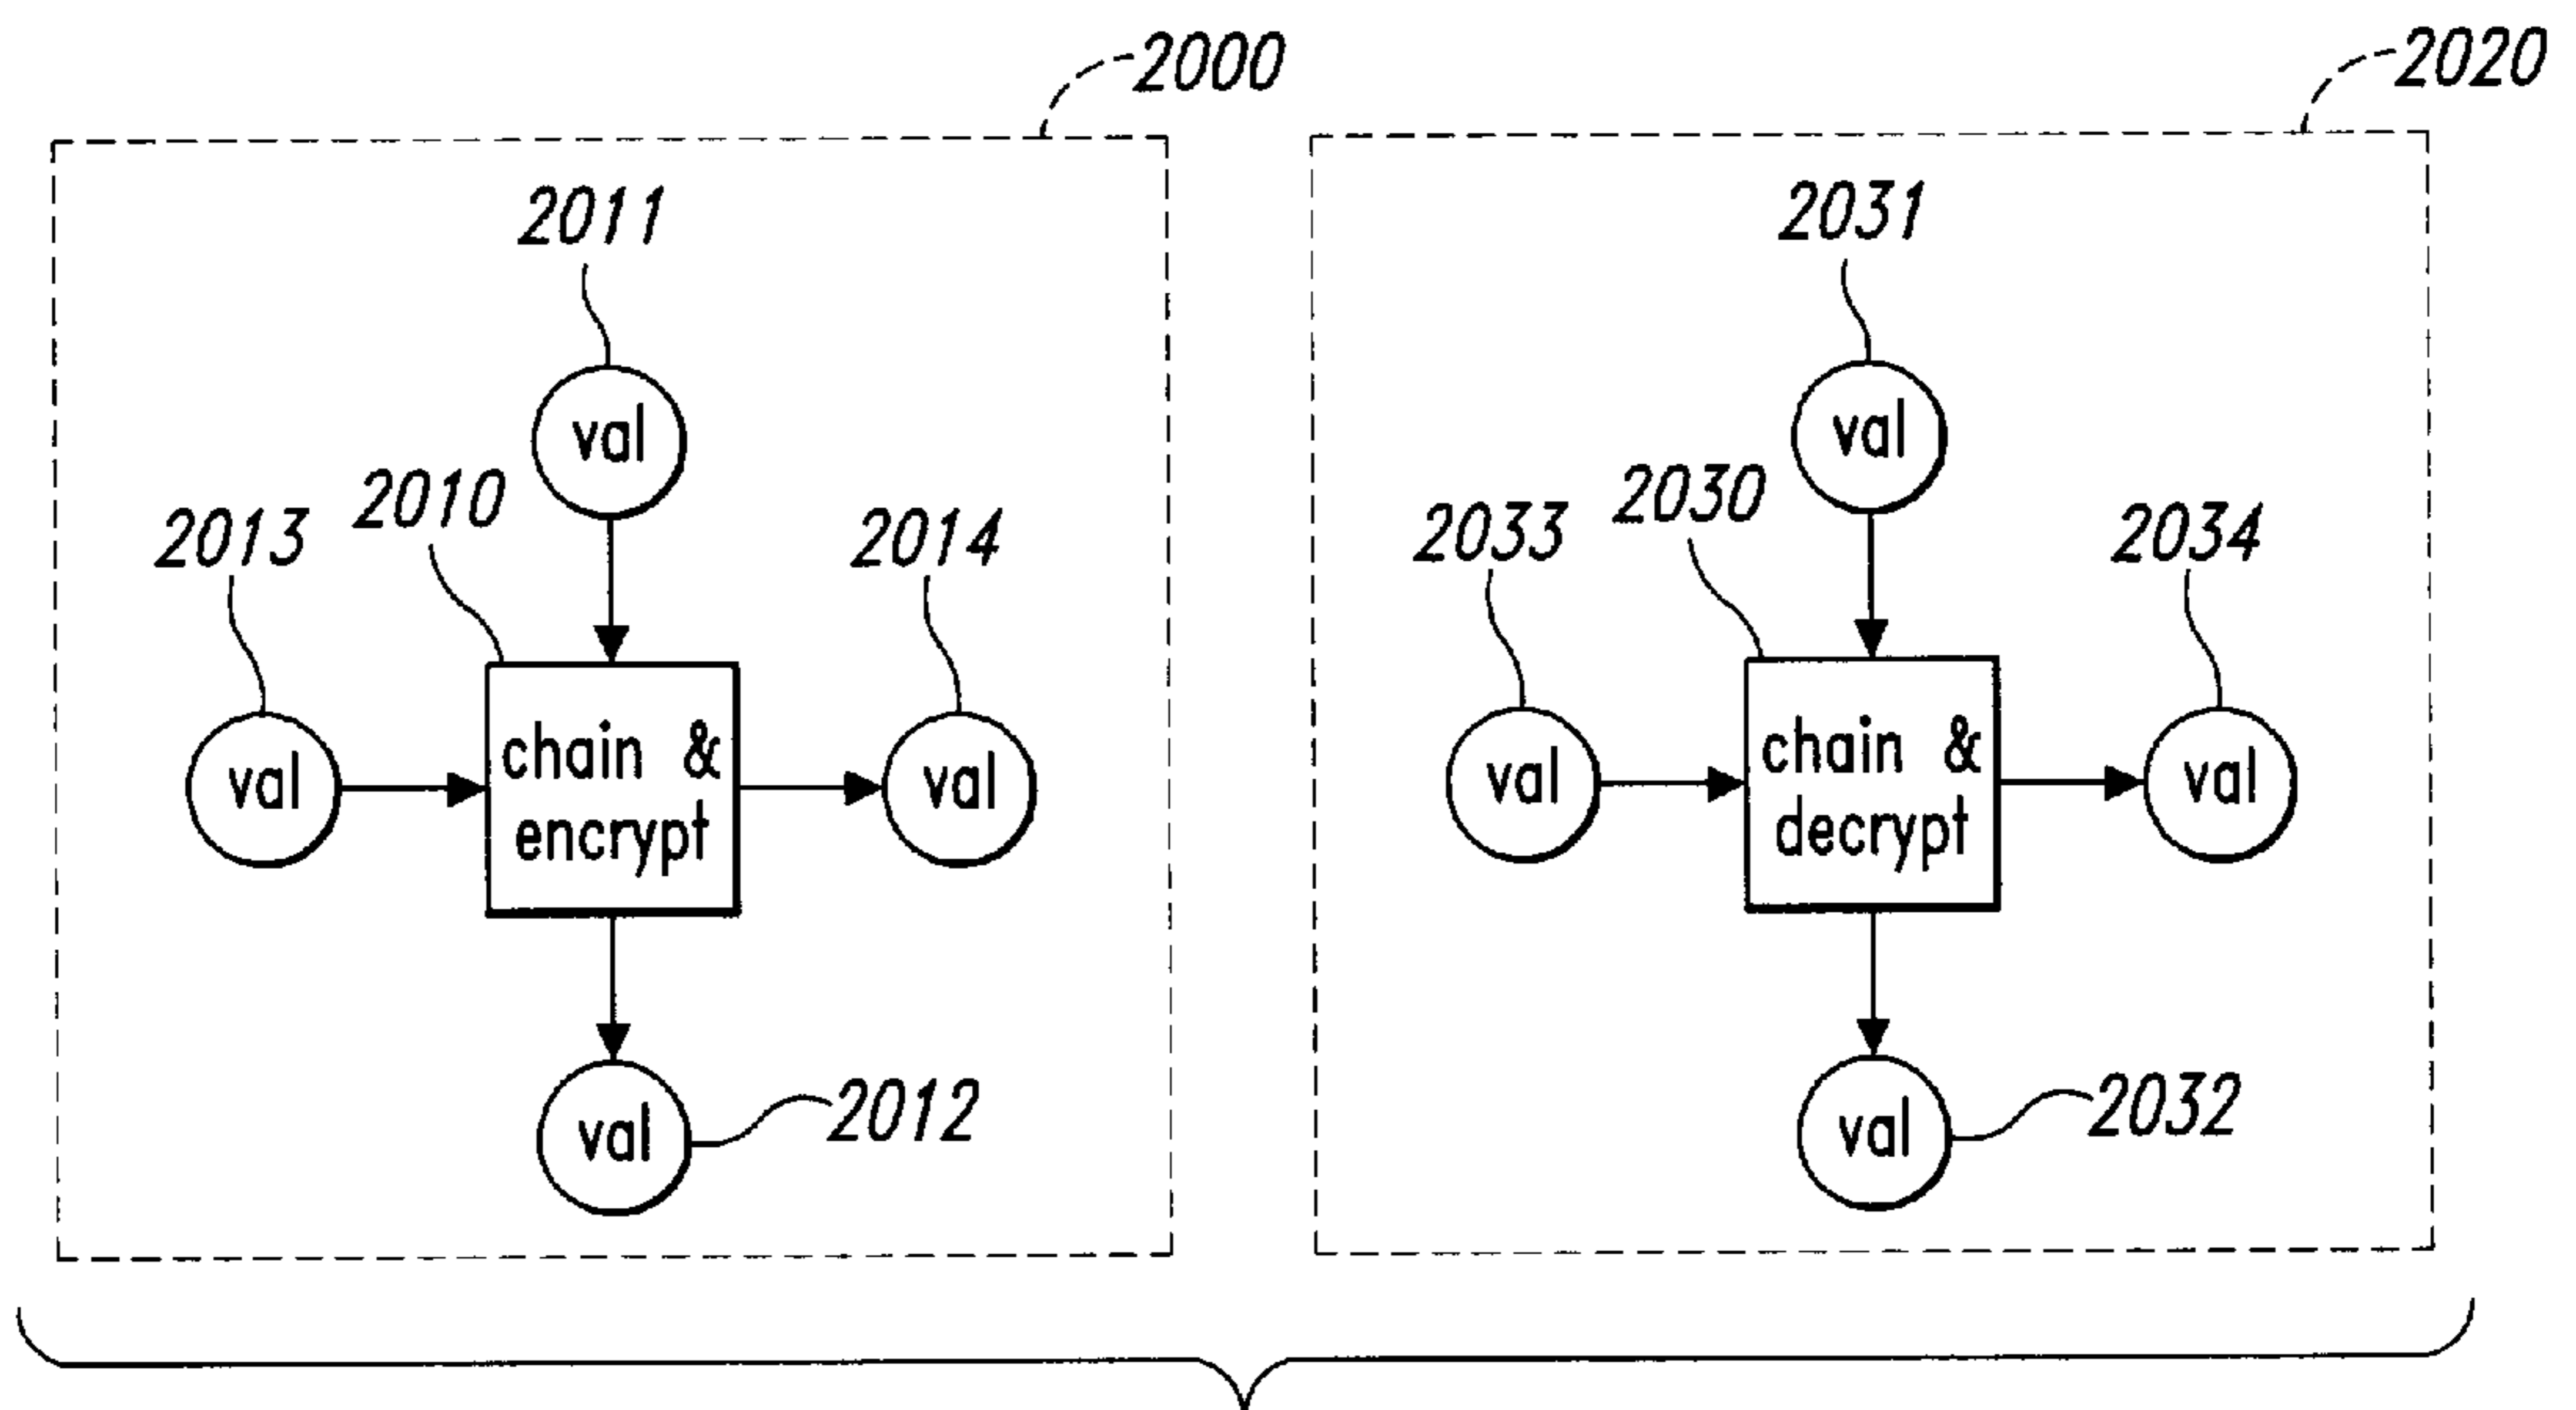 2000
2011
val
2010
2013
2014
val
chain &
encrypt
val
val
2012
2020
2031
val
2030
2033
2034
val
chain &
decrypt
val
val
2032